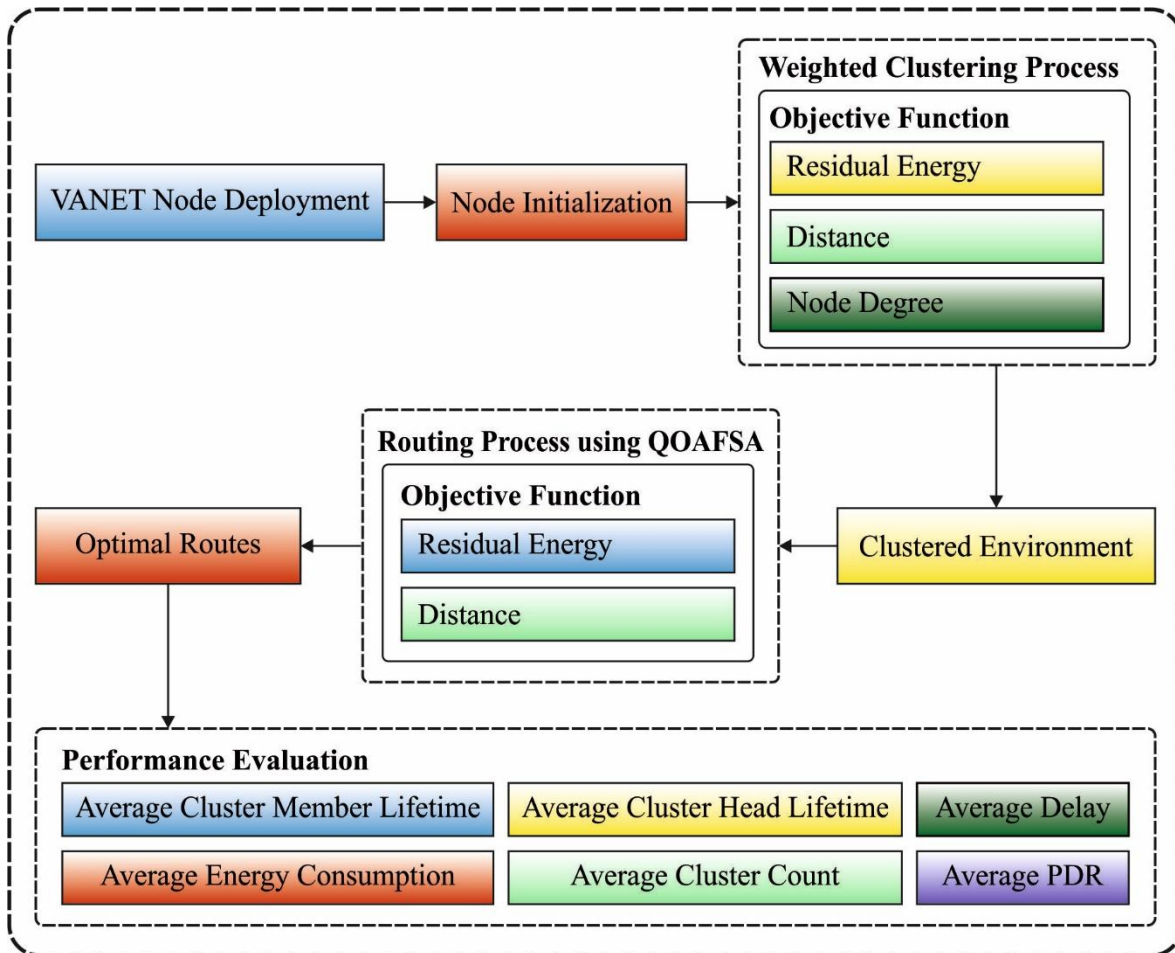 Weighted Clustering Process
Objective Function
Residual Energy
Distance
Node Degree
VANET Node Deployment
Node Initialization
Routing Process using QOAFSA
Objective Function
Residual Energy
Distance
Optimal Routes
Clustered Environment
Performance Evaluation
Average Cluster Member Lifetime
Average Cluster Head Lifetime
Average Delay
Average Energy Consumption
Average Cluster Count
Average PDR